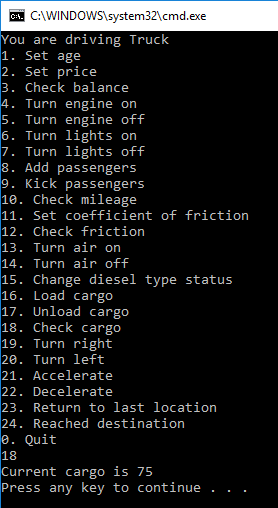 C:\WINDOWS\system32\cmd.exe
You are driving Truck
1. Set age
2. Set price
3. Check balance
4. Turn engine on
5. Turn engine off
6. Turn lights on
7. Turn lights off
8. Add passengers
9. Kick passengers
10. Check mileage
11. Set coefficient of friction
12. Check friction
13. Turn air on
14. Turn air off
15. Change diesel type status
16. Load cargo
17. Unload cargo
18. Check cargo
19. Turn right
20. Turn left
21. Accelerate
22. Decelerate
23. Return to last location
24. Reached destination
0. Quit
18
Current cargo is 75
Press any key to continue . . .